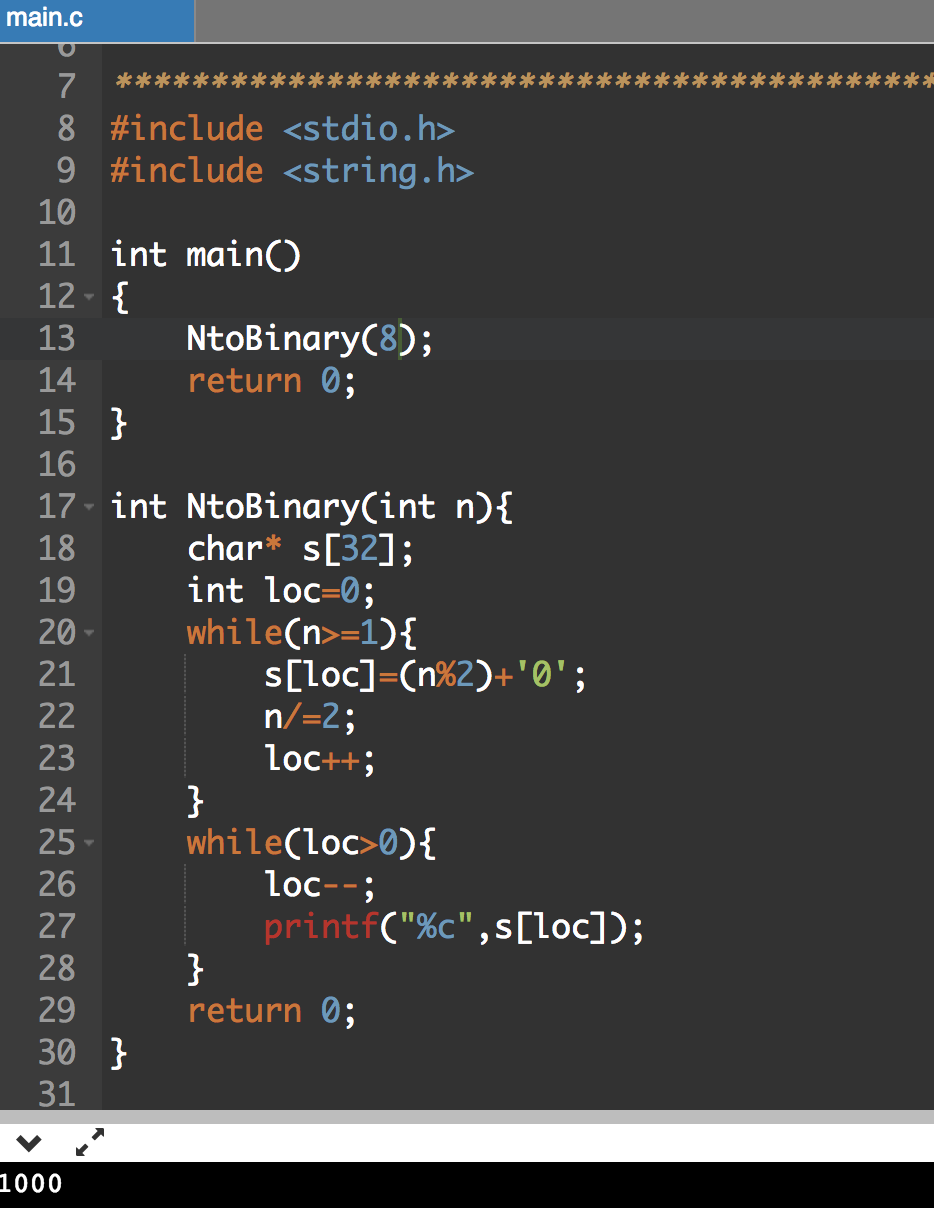 main.c
6
7 *******************************************
8 #include <stdio.h>
9 #include <string.h>
10
11 int main()
12 {
13     NtoBinary(8);
14     return 0;
15 }
16
17 int NtoBinary(int n){
18     char* s[32];
19     int loc=0;
20     while(n>=1){
21         s[loc]=(n%2)+'0';
22         n/=2;
23         loc++;
24     }
25     while(loc>0){
26         loc--;
27         printf("%c",s[loc]);
28     }
29     return 0;
30 }
31
1000